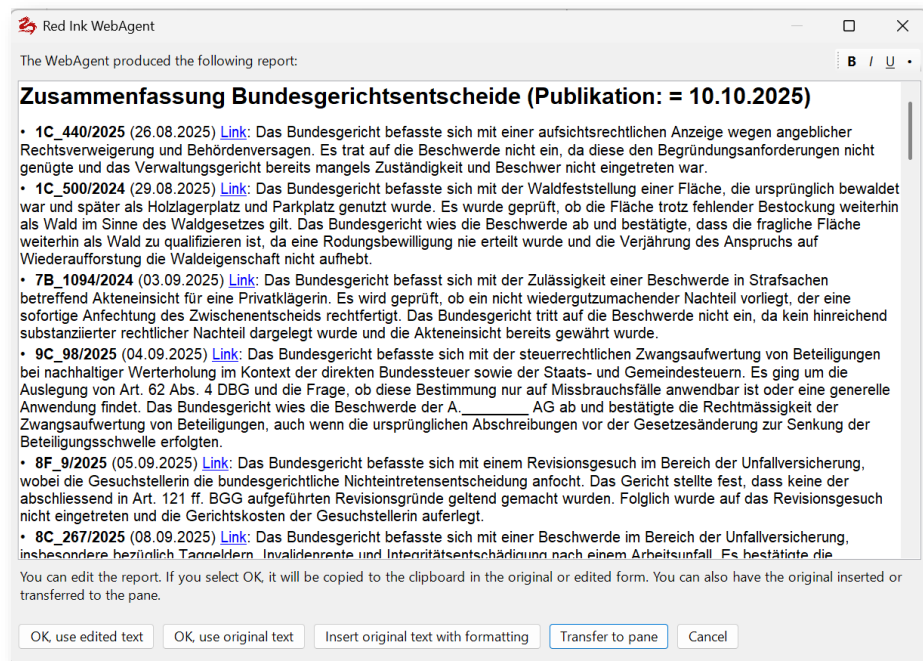 Red Ink WebAgent
The WebAgent produced the following report:
B I U
Zusammenfassung Bundesgerichtsentscheide (Publikation: = 10.10.2025)
• 1C_440/2025 (26.08.2025) Link: Das Bundesgericht befasste sich mit einer aufsichtsrechtlichen Anzeige wegen angeblicher
Rechtsverweigerung und Behördenversagen. Es trat auf die Beschwerde nicht ein, da diese den Begründungsanforderungen nicht
genügte und das Verwaltungsgericht bereits mangels Zuständigkeit und Beschwer nicht eingetreten war.
• 1C_500/2024 (29.08.2025) Link: Das Bundesgericht befasste sich mit der Waldfeststellung einer Fläche, die ursprünglich bewaldet
war und später als Holzlagerplatz und Parkplatz genutzt wurde. Es wurde geprüft, ob die Fläche trotz fehlender Bestockung weiterhin
als Wald im Sinne des Waldgesetzes gilt. Das Bundesgericht wies die Beschwerde ab und bestätigte, dass die fragliche Fläche
weiterhin als Wald zu qualifizieren ist, da eine Rodungsbewilligung nie erteilt wurde und die Verjährung des Anspruchs auf
Wiederaufforstung die Waldeigenschaft nicht aufhebt.
• 7B_1094/2024 (03.09.2025) Link: Das Bundesgericht befasst sich mit der Zulässigkeit einer Beschwerde in Strafsachen
betreffend Akteneinsicht für eine Privatklägerin. Es wird geprüft, ob ein nicht wiedergutzumachender Nachteil vorliegt, der eine
sofortige Anfechtung des Zwischenentscheids rechtfertigt. Das Bundesgericht tritt auf die Beschwerde nicht ein, da kein hinreichend
substanziierter rechtlicher Nachteil dargelegt wurde und die Akteneinsicht bereits gewährt wurde.
• 9C_98/2025 (04.09.2025) Link: Das Bundesgericht befasste sich mit der steuerrechtlichen Zwangsaufwertung von Beteiligungen
bei nachhaltiger Werterholung im Kontext der direkten Bundessteuer sowie der Staats- und Gemeindesteuern. Es ging um die
Auslegung von Art. 62 Abs. 4 DBG und die Frage, ob diese Bestimmung nur auf Missbrauchsfälle anwendbar ist oder eine generelle
Anwendung findet. Das Bundesgericht wies die Beschwerde der A.________ AG ab und bestätigte die Rechtmässigkeit der
Zwangsaufwertung von Beteiligungen, auch wenn die ursprünglichen Abschreibungen vor der Gesetzesänderung zur Senkung der
Beteiligungsschwelle erfolgten.
• 8F_9/2025 (05.09.2025) Link: Das Bundesgericht befasste sich mit einem Revisionsgesuch im Bereich der Unfallversicherung,
wobei die Gesuchstellerin die bundesgerichtliche Nichteintretensentscheidung anfocht. Das Gericht stellte fest, dass keine der
abschliessend in Art. 121 ff. BGG aufgeführten Revisionsgründe geltend gemacht wurden. Folglich wurde auf das Revisionsgesuch
nicht eingetreten und die Gerichtskosten der Gesuchstellerin auferlegt.
• 8C_267/2025 (08.09.2025) Link: Das Bundesgericht befasste sich mit einer Beschwerde im Bereich der Unfallversicherung,
insbesondere bezüglich Taggeldern, Invalidenrente und Integritätsentschädigung nach einem Arbeitsunfall. Es bestätigte die
You can edit the report. If you select OK, it will be copied to the clipboard in the original or edited form. You can also have the original inserted or
transferred to the pane.
OK, use edited text OK, use original text Insert original text with formatting Transfer to pane Cancel